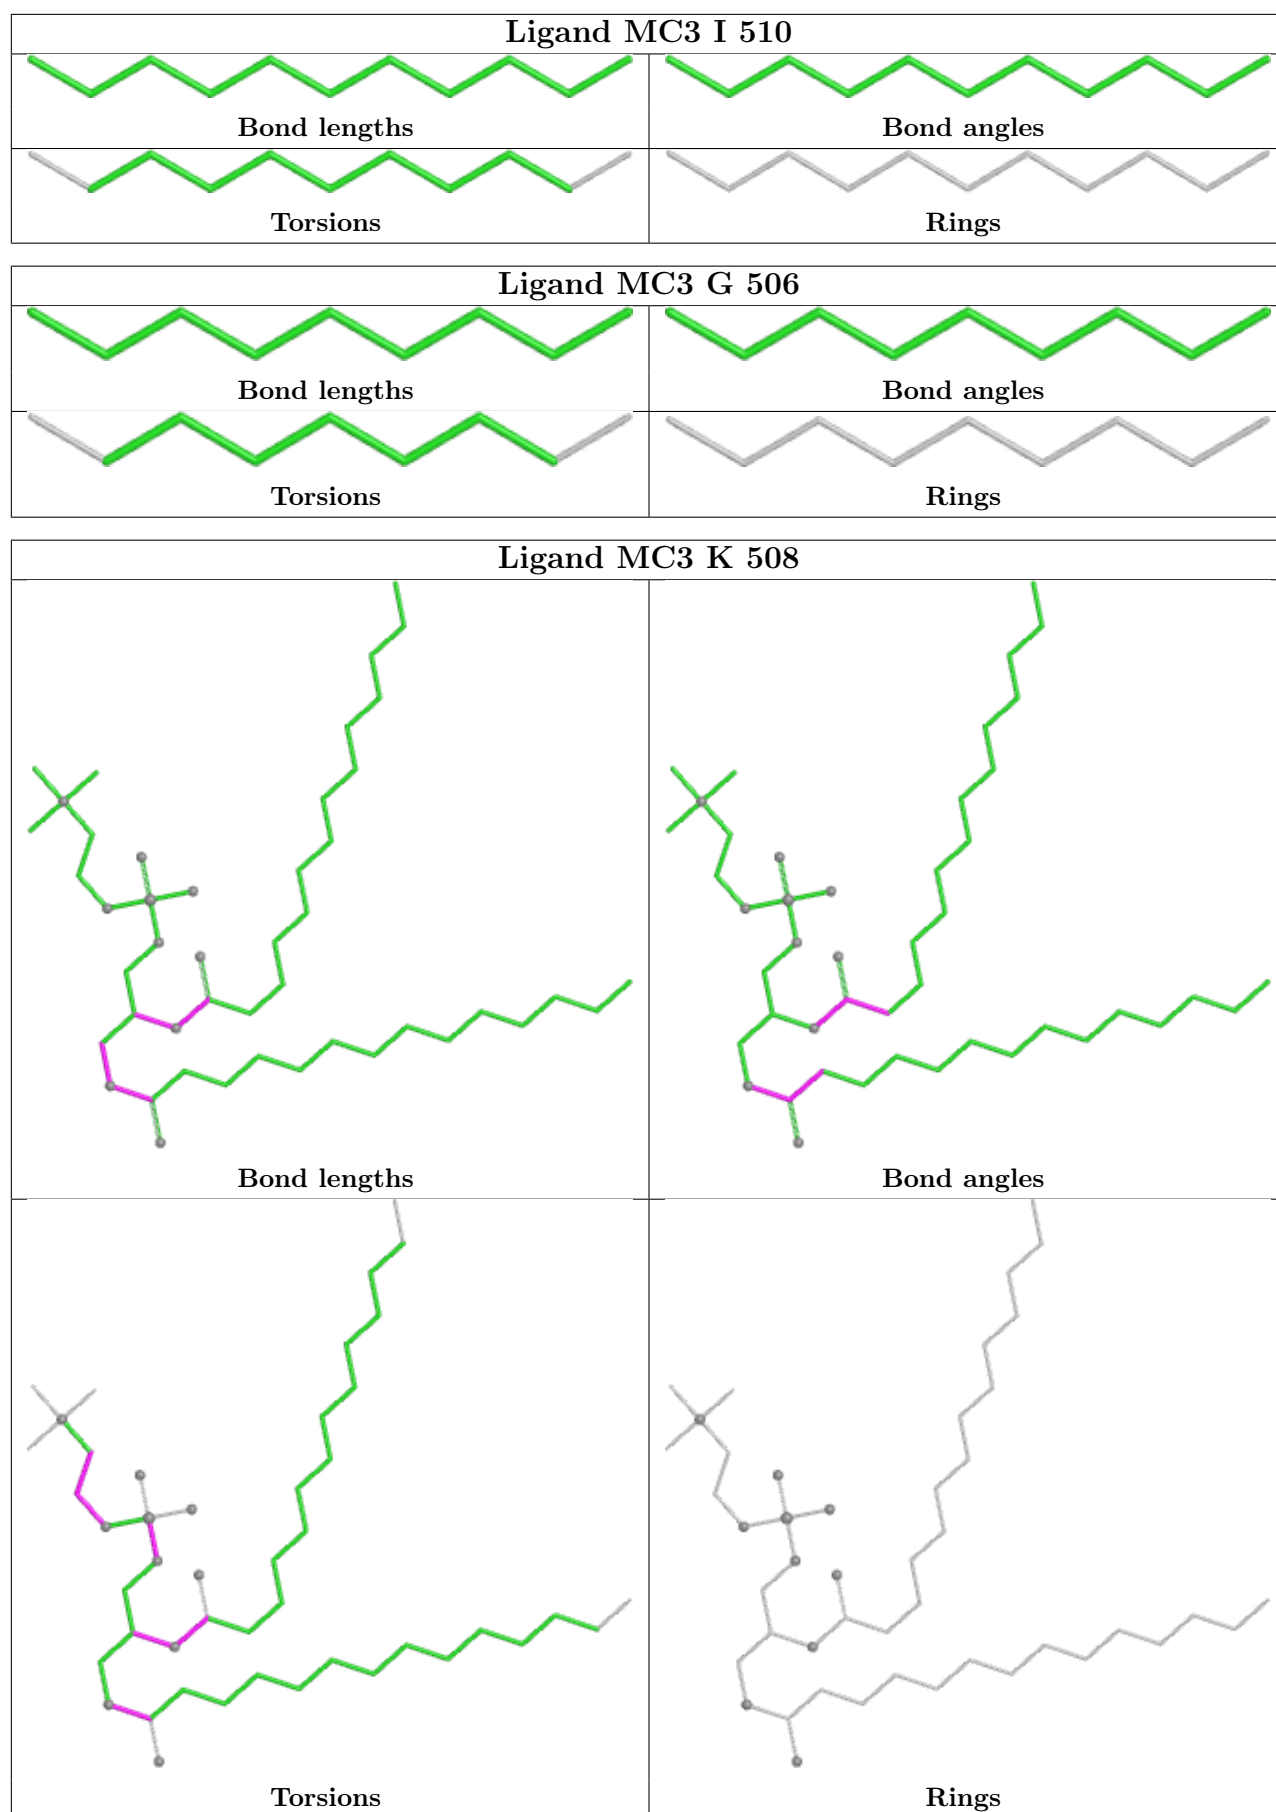 Ligand MC3 I 510
Bond lengths
Bond angles
Torsions
Rings
Ligand MC3 G 506
Bond lengths
Bond angles
Torsions
Rings
Ligand MC3 K 508
Bond lengths
Bond angles
Torsions
Rings